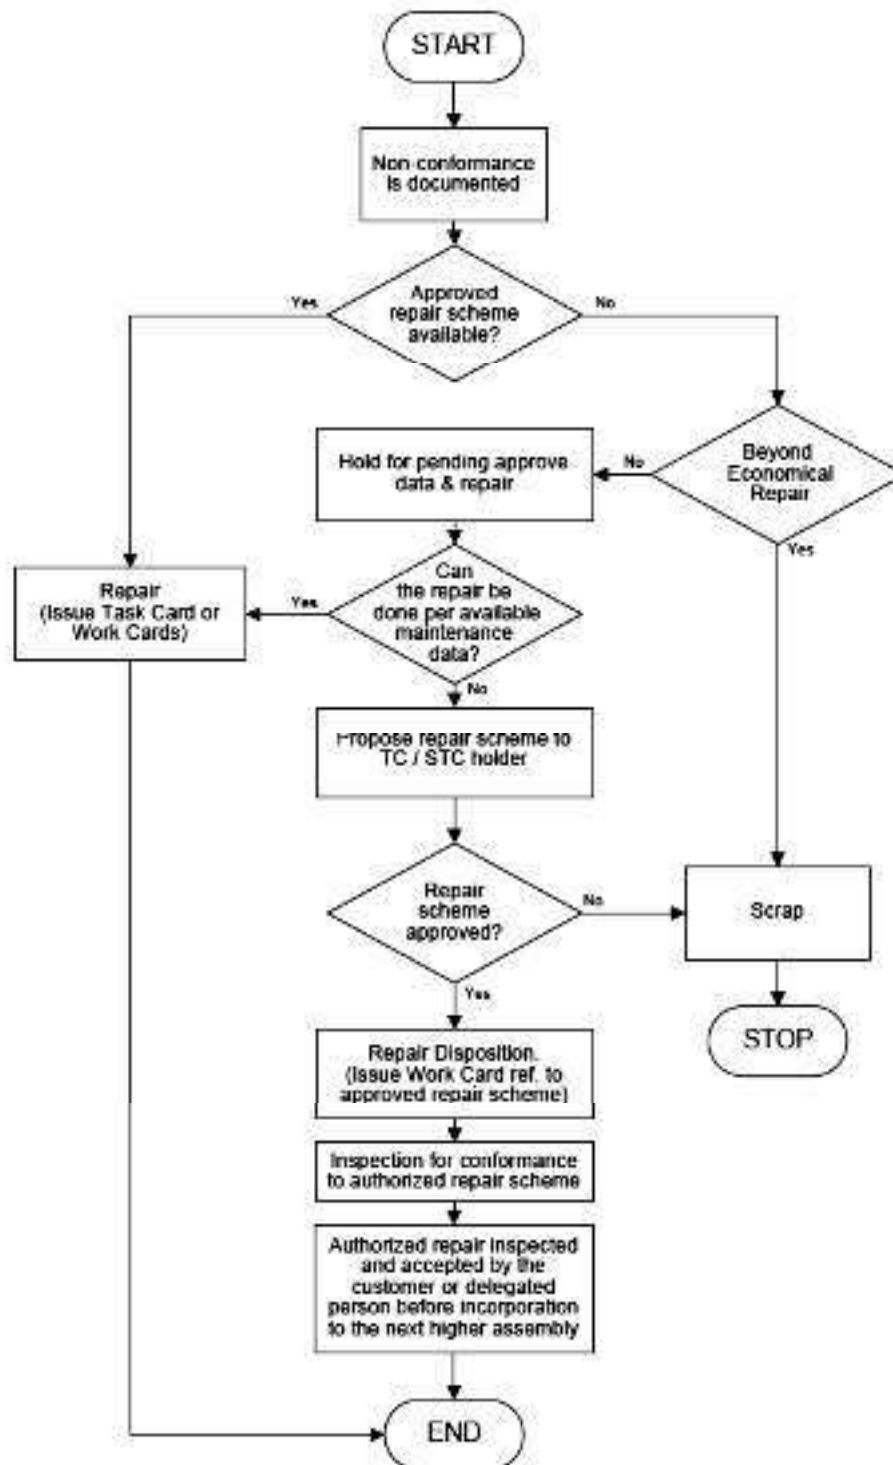 START
Non-conformance
is documented
Approved
repair scheme
available?
Yes
No
Beyond
Economical
Repair
No
Yes
Hold for pending approve
data & repair
Can
the repair be
done per available
maintenance
data?
Yes
No
Repair
(Issue Task Card or
Work Cards)
Propose repair scheme to
TC / STC holder
Repair
scheme
approved?
No
Yes
Scrap
STOP
Repair Disposition.
(Issue Work Card ref. to
approved repair scheme)
Inspection for conformance
to authorized repair scheme
Authorized repair inspected
and accepted by the
customer or delegated
person before incorporation
to the next higher assembly
END